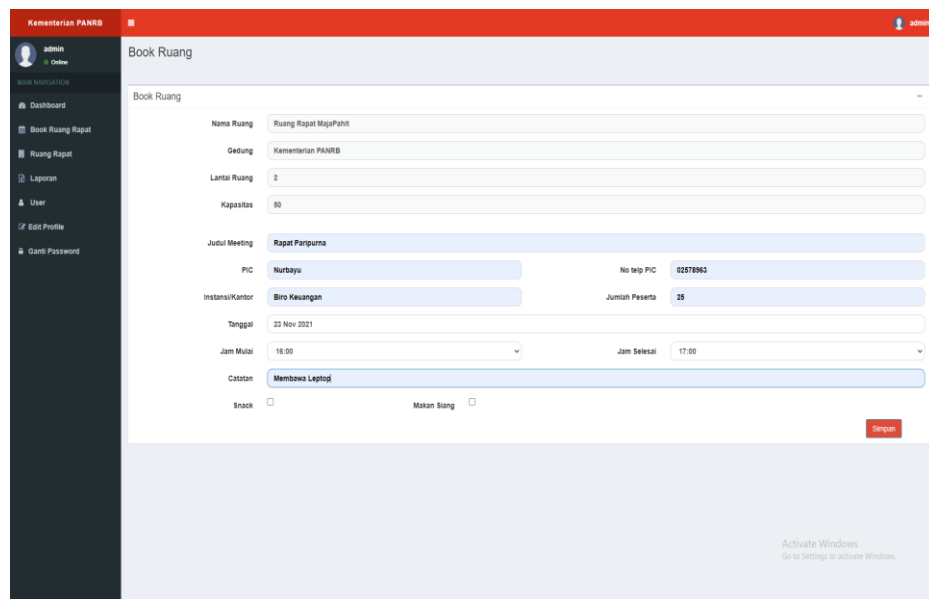 Kementerian PANRB
admin
admin
Online
MAIN NAVIGATION
Dashboard
Book Ruang Rapat
Ruang Rapat
Laporan
User
Edit Profile
Ganti Password
Book Ruang
Book Ruang
Nama Ruang Ruang Rapat MajaPahit
Gedung Kementerian PANRB
Lantai Ruang 2
Kapasitas 50
Judul Meeting Rapat Paripurna
PIC Nurbayu No telp PIC 02578963
Instansi/Kantor Biro Keuangan Jumlah Peserta 25
Tanggal 23 Nov 2021
Jam Mulai 16:00 Jam Selesai 17:00
Catatan Membawa Leptop
Snack Makan Siang
Simpan
Activate Windows
Go to Settings to activate Windows.